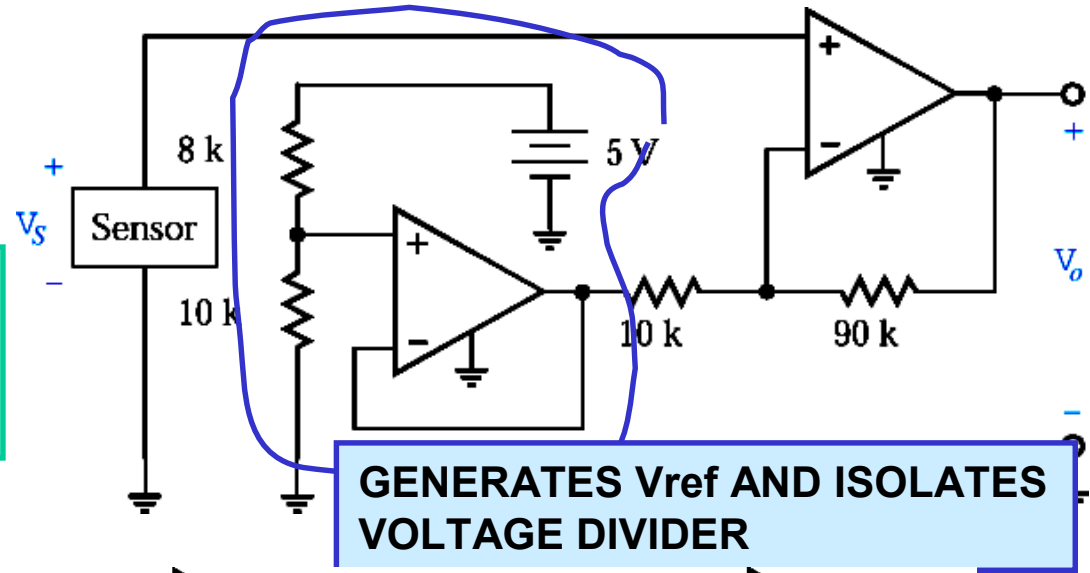 +
8 k
5 V
+
V_S
Sensor
−
10 k
+
−
+
−
10 k
90 k
+
V_o
−
GENERATES Vref AND ISOLATES
VOLTAGE DIVIDER